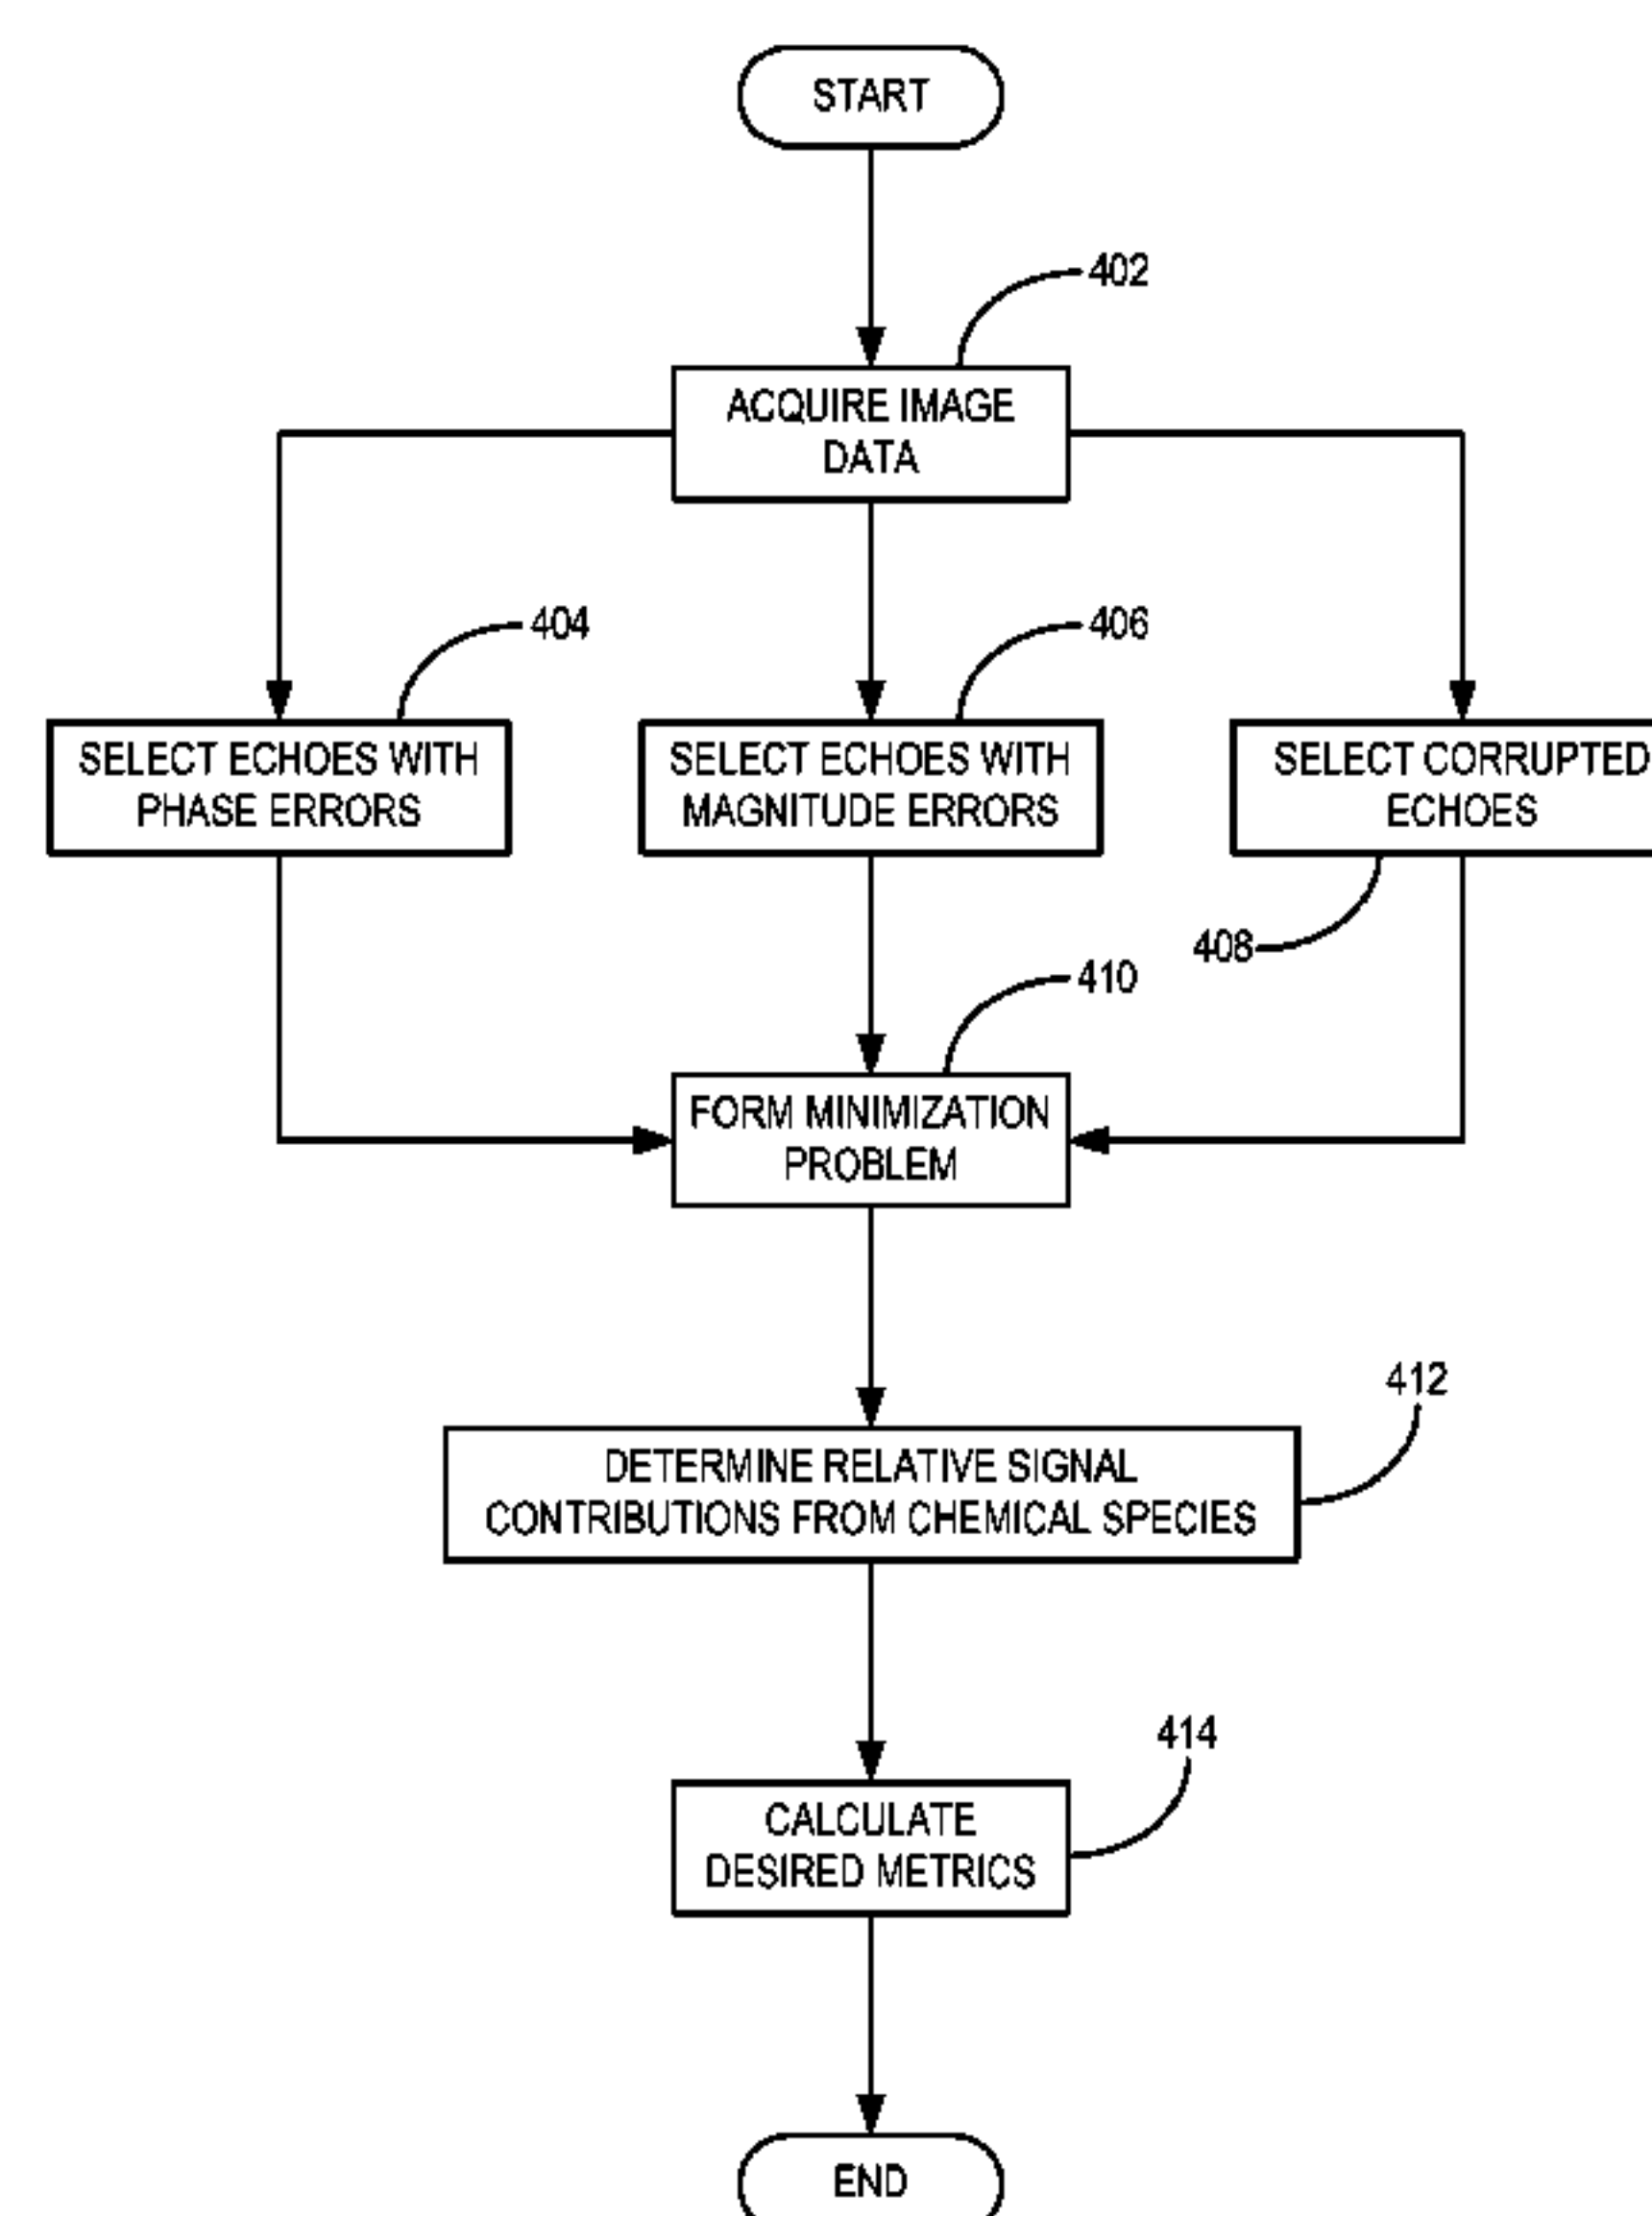 START
402
ACQUIRE IMAGE
DATA
404
406
SELECT ECHOES WITH
PHASE ERRORS
SELECT ECHOES WITH
MAGNITUDE ERRORS
SELECT CORRUPTED
ECHOES
408
410
FORM MINIMIZATION
PROBLEM
412
DETERMINE RELATIVE SIGNAL
CONTRIBUTIONS FROM CHEMICAL SPECIES
414
CALCULATE
DESIRED METRICS
END